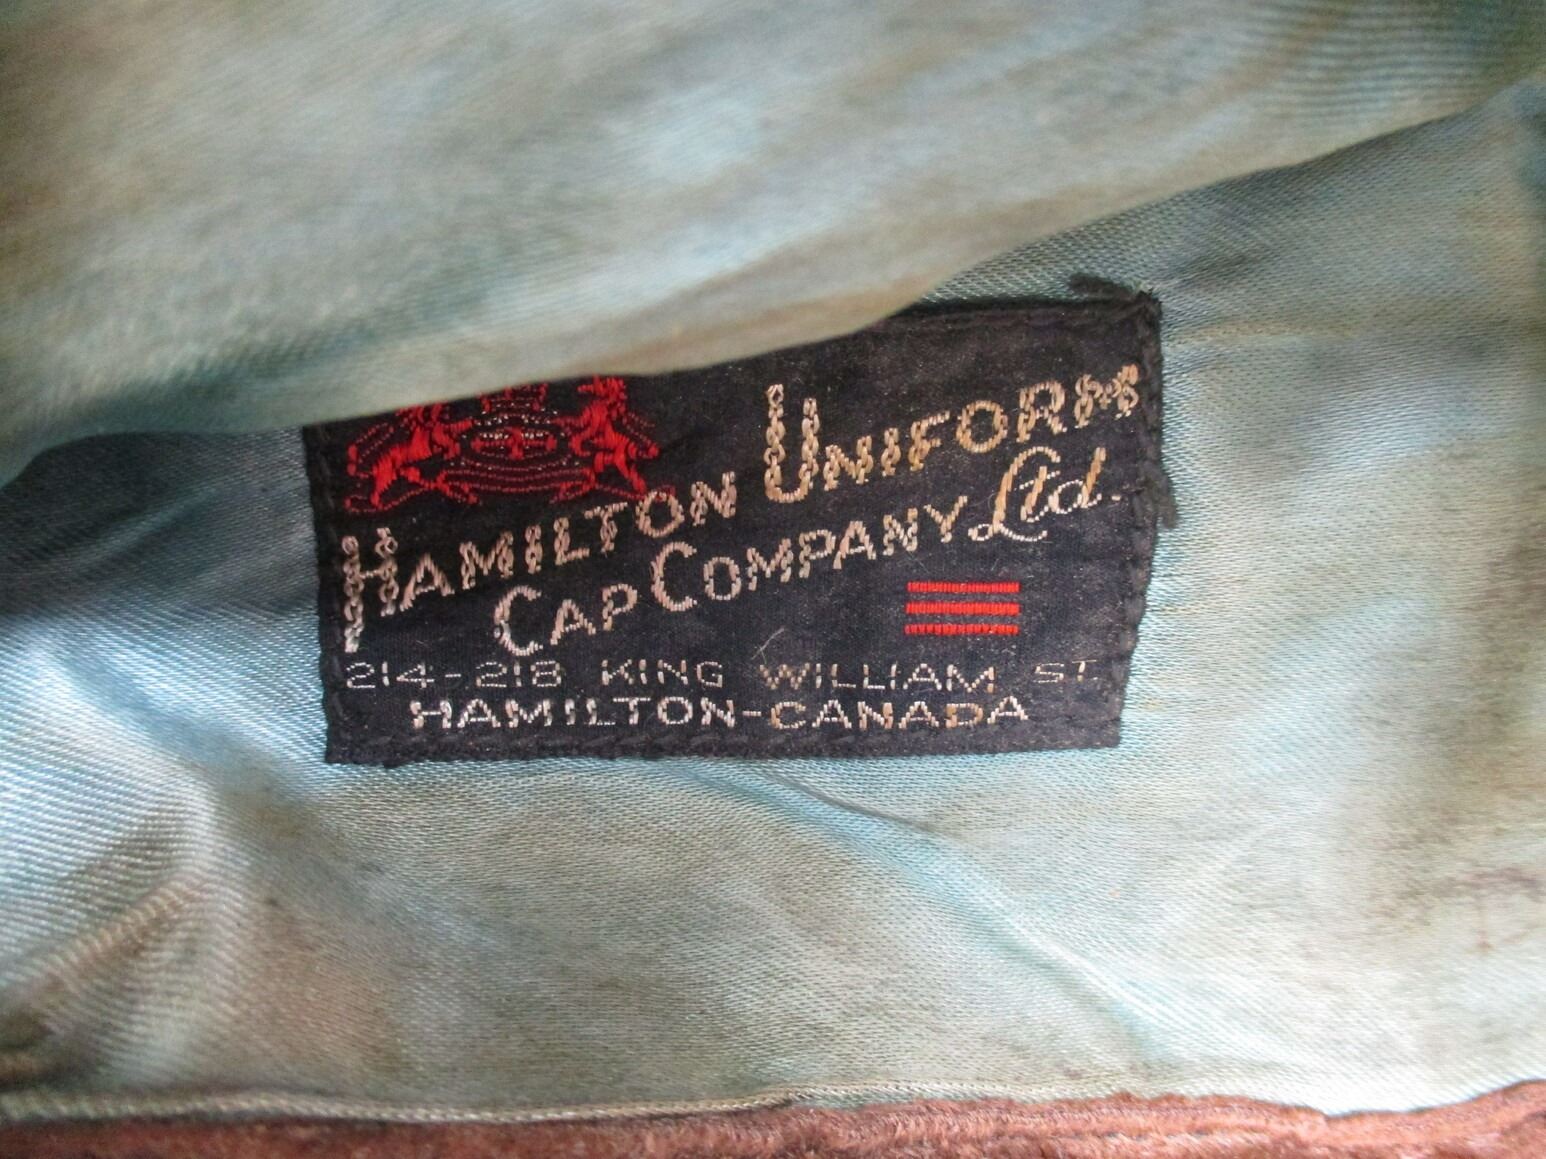 HAMILTON UNIFORM
CAP COMPANY Ltd.
214-218 KING WILLIAM ST.
HAMILTON-CANADA